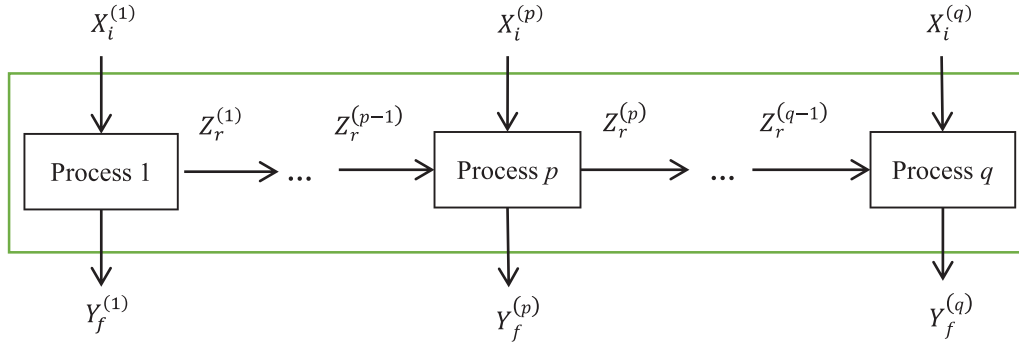 X_i^{(1)} X_i^{(p)} X_i^{(q)}
Z_r^{(1)} Z_r^{(p-1)} Z_r^{(p)} Z_r^{(q-1)}
Process 1 ... Process p ... Process q
Y_f^{(1)} Y_f^{(p)} Y_f^{(q)}